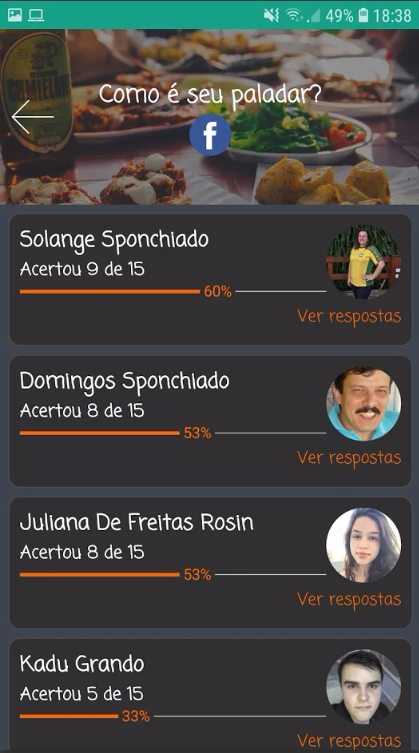 49% 18:38
Como é seu paladar?
f
Solange Sponchiado
Acertou 9 de 15
60%
Ver respostas
Domingos Sponchiado
Acertou 8 de 15
53%
Ver respostas
Juliana De Freitas Rosin
Acertou 8 de 15
53%
Ver respostas
Kadu Grando
Acertou 5 de 15
33%
Ver respostas